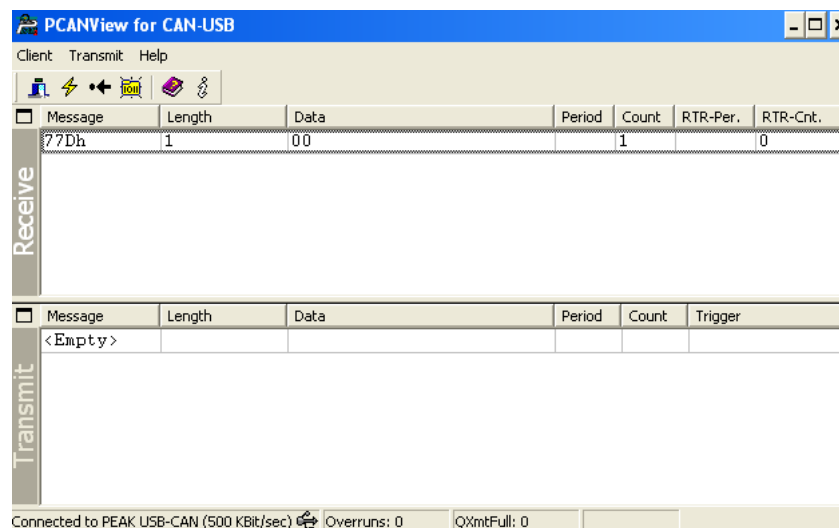 PCANView for CAN-USB
Client Transmit Help
Message Length Data Period Count RTR-Per. RTR-Cnt.
77Dh 1 00 1 0
Receive
Message Length Data Period Count Trigger
<Empty>
Transmit
Connected to PEAK USB-CAN (500 KBit/sec) Overruns: 0 QXmtFull: 0